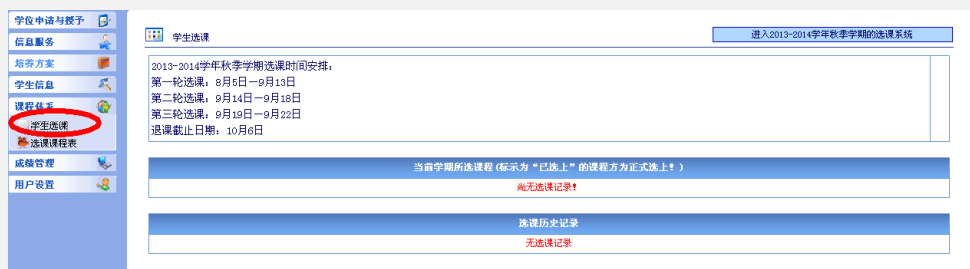 学位申请与授予
信息服务
培养方案
学生信息
课程体系
学生选课
选课课程表
成绩管理
用户设置
学生选课
进入2013-2014学年秋季学期的选课系统
2013-2014学年秋季学期选课时间安排：
第一轮选课：8月5日—9月13日
第二轮选课：9月14日—9月18日
第三轮选课：9月19日—9月22日
退课截止日期：10月6日
当前学期所选课程(标示为“已选上”的课程方为正式选上！)
尚无选课记录！
选课历史记录
无选课记录